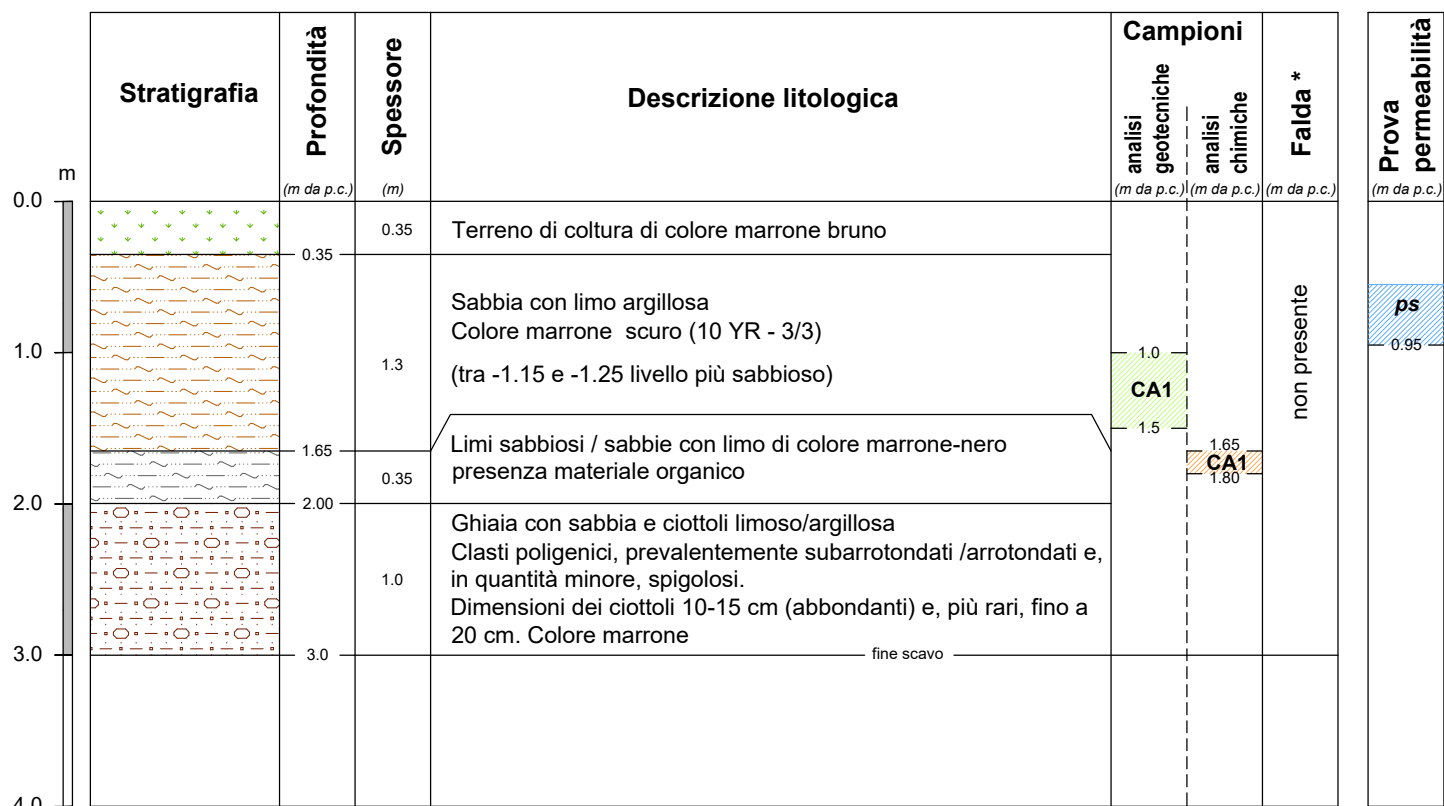 Stratigrafia
Profondità
(m da p.c.)
Spessore
(m)
Descrizione litologica
Campioni
analisi
geotecniche
(m da p.c.)
analisi
chimiche
(m da p.c.)
Falda *
(m da p.c.)
Prova
permeabilità
(m da p.c.)
m
0.0
0.35
Terreno di coltura di colore marrone bruno
0.35
Sabbia con limo argillosa
Colore marrone scuro (10 YR - 3/3)
(tra -1.15 e -1.25 livello più sabbioso)
1.3
non presente
ps
0.95
1.0
1.0
CA1
1.5
1.65
Limi sabbiosi / sabbie con limo di colore marrone-nero
presenza materiale organico
0.35
1.65
CA1
1.80
2.0
2.00
Ghiaia con sabbia e ciottoli limoso/argillosa
Clasti poligenici, prevalentemente subarrotondati /arrotondati e,
in quantità minore, spigolosi.
Dimensioni dei ciottoli 10-15 cm (abbondanti) e, più rari, fino a
20 cm. Colore marrone
1.0
3.0
3.0
fine scavo
4.0